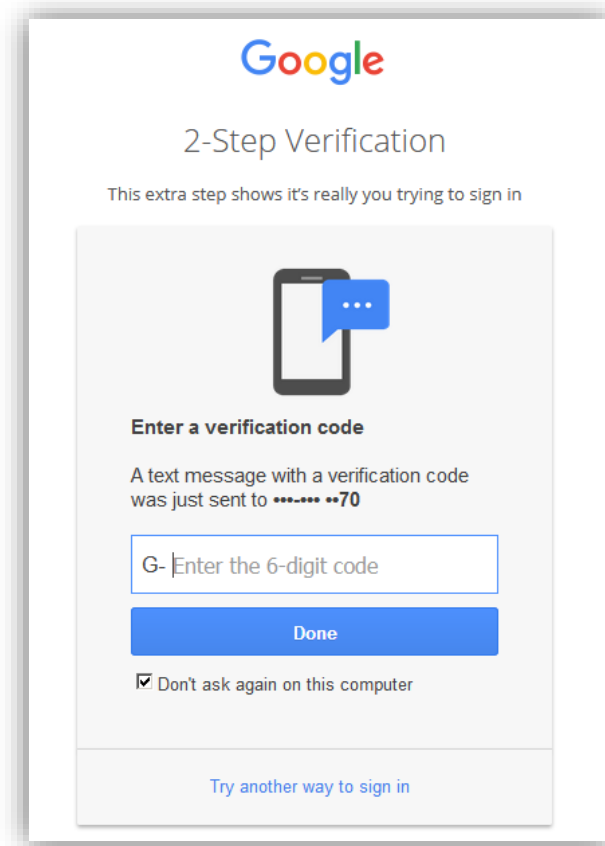 Google
2-Step Verification
This extra step shows it's really you trying to sign in
Enter a verification code
A text message with a verification code
was just sent to •••-••• ••70
G- Enter the 6-digit code
Done
Don't ask again on this computer
Try another way to sign in